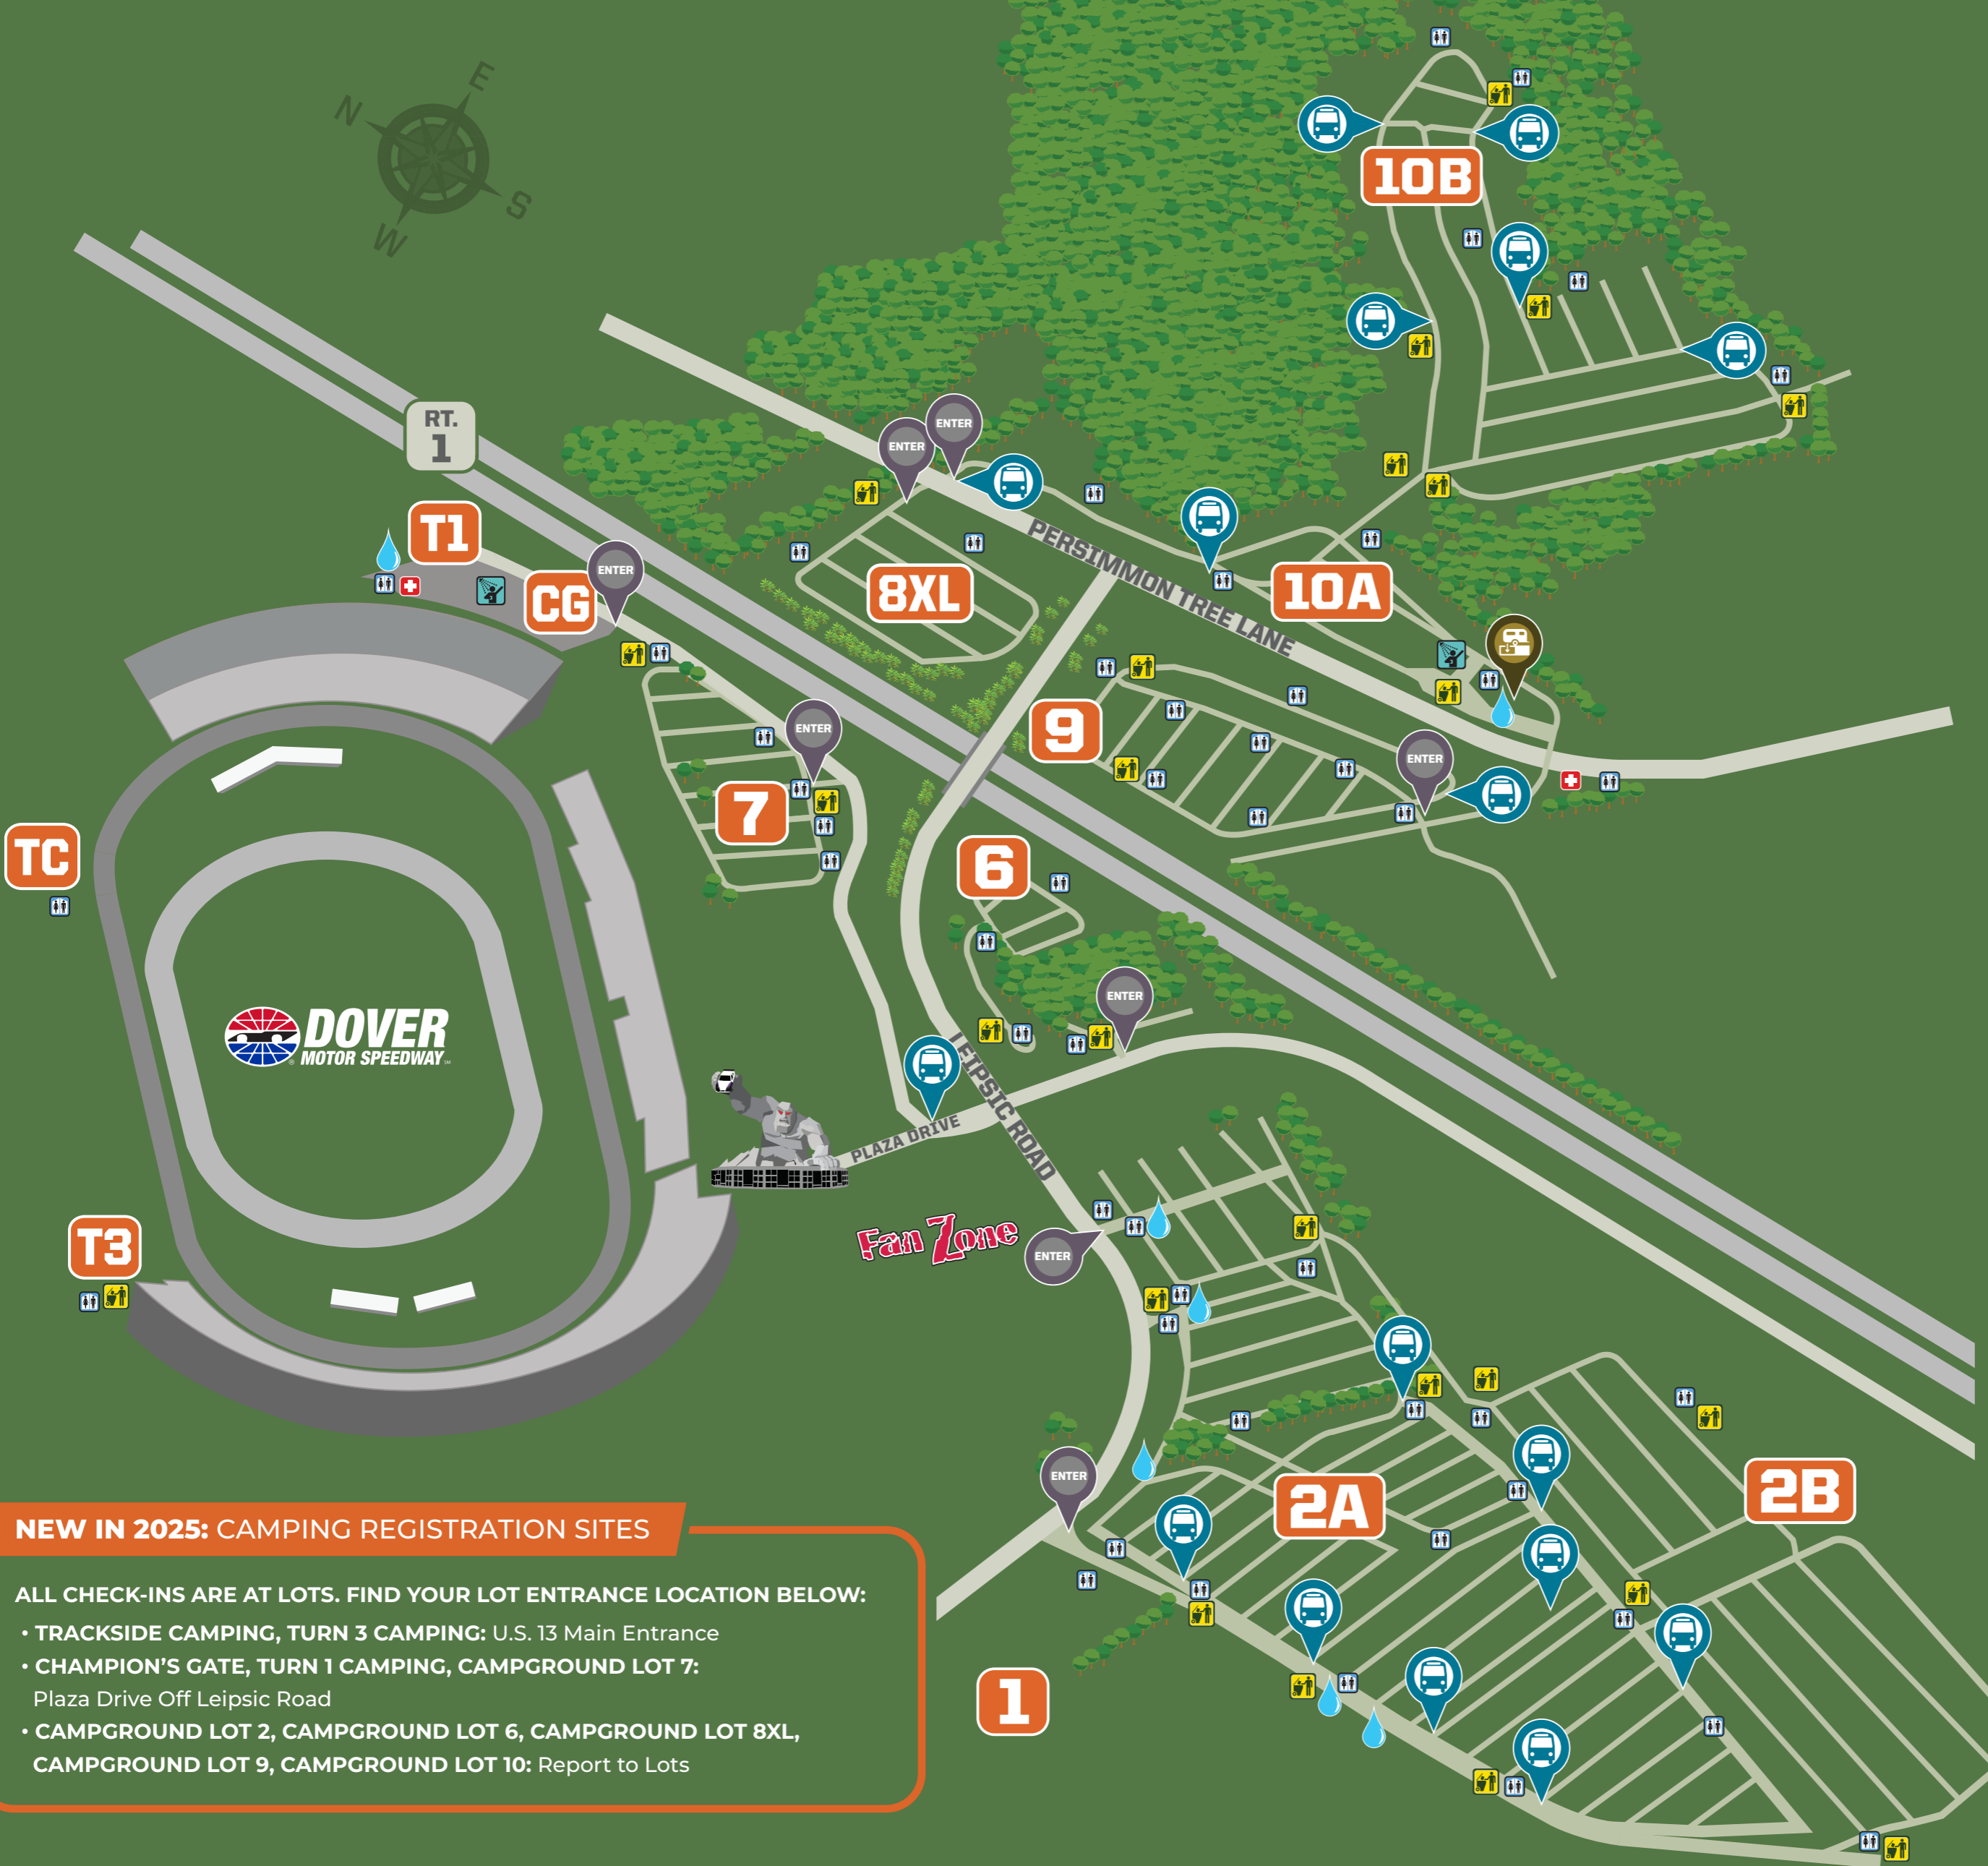 E
N
S
W
10B
RT.
1
ENTER
ENTER
T1
ENTER
CG
8XL
PERSIMMON TREE LANE
10A
9
ENTER
ENTER
7
TC
6
ENTER
DOVER
MOTOR SPEEDWAY
LEIPSIC ROAD
PLAZA DRIVE
Fan Zone
ENTER
T3
ENTER
2A
2B
1
NEW IN 2025: CAMPING REGISTRATION SITES
ALL CHECK-INS ARE AT LOTS. FIND YOUR LOT ENTRANCE LOCATION BELOW:
• TRACKSIDE CAMPING, TURN 3 CAMPING: U.S. 13 Main Entrance
• CHAMPION'S GATE, TURN 1 CAMPING, CAMPGROUND LOT 7:
Plaza Drive Off Leipsic Road
• CAMPGROUND LOT 2, CAMPGROUND LOT 6, CAMPGROUND LOT 8XL,
CAMPGROUND LOT 9, CAMPGROUND LOT 10: Report to Lots